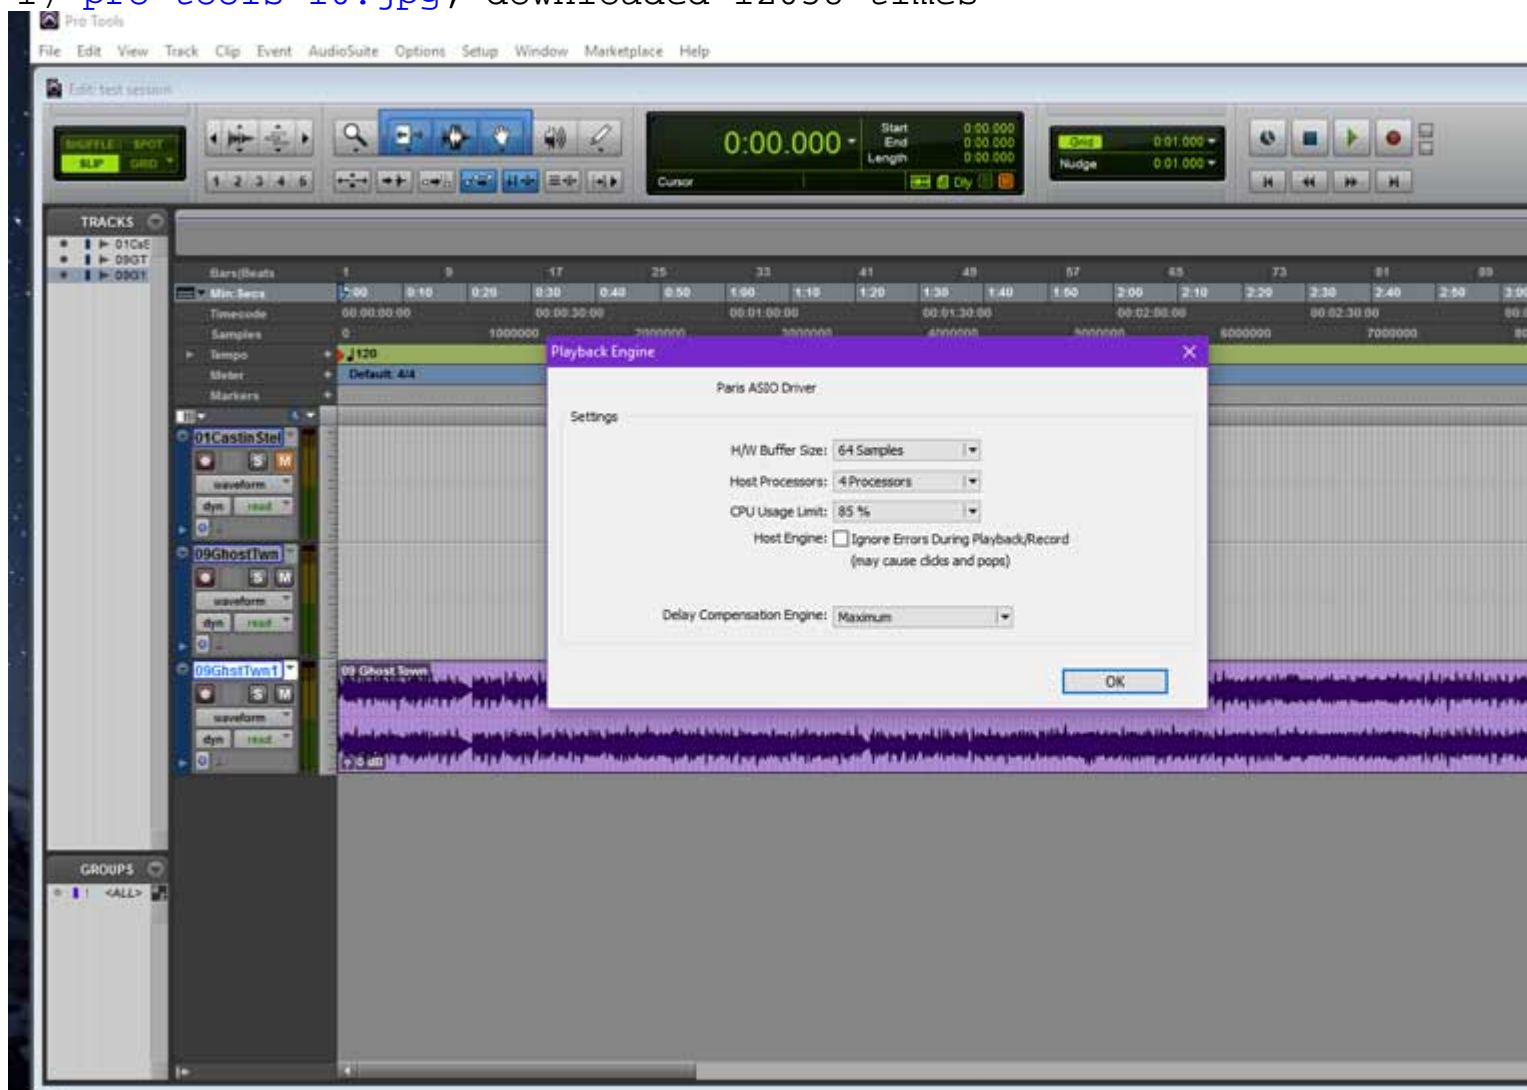 Pro Tools
File Edit View Track Clip Event AudioSuite Options Setup Window Marketplace Help
Edit: test session
SHUFFLE SPOT
SLIP GRID
1 2 3 4 5
0:00.000
Start 0:00.000
End 0:00.000
Length 0:00.000
Cursor
Dly
Grid 0:01.000
Nudge 0:01.000
TRACKS
09GT
Bars|Beats 1 9 17 25 33 41 49 57 65 73 81 89
Min:Secs 0:10 0:20 0:30 0:40 0:50 1:00 1:10 1:20 1:30 1:40 1:50 2:00 2:10 2:20 2:30 2:40 2:50
Timecode 00:00:00:00 00:00:30:00 00:01:00:00 00:01:30:00 00:02:00:00 00:02:30:00
Samples 0 1000000 2000000 3000000 4000000 5000000 6000000 7000000
Tempo 120
Meter Default: 4/4
Markers
Playback Engine
Paris ASIO Driver
Settings
H/W Buffer Size: 64 Samples
Host Processors: 4 Processors
CPU Usage Limit: 85 %
Host Engine: Ignore Errors During Playback/Record
(may cause clicks and pops)
Delay Compensation Engine: Maximum
OK
01CastinStel
S M
waveform
dyn read
09GhostTwn
S M
waveform
dyn read
09GhstTwn1
S M
waveform
dyn read
09 Ghost Town
0 dB
GROUPS
! <ALL>